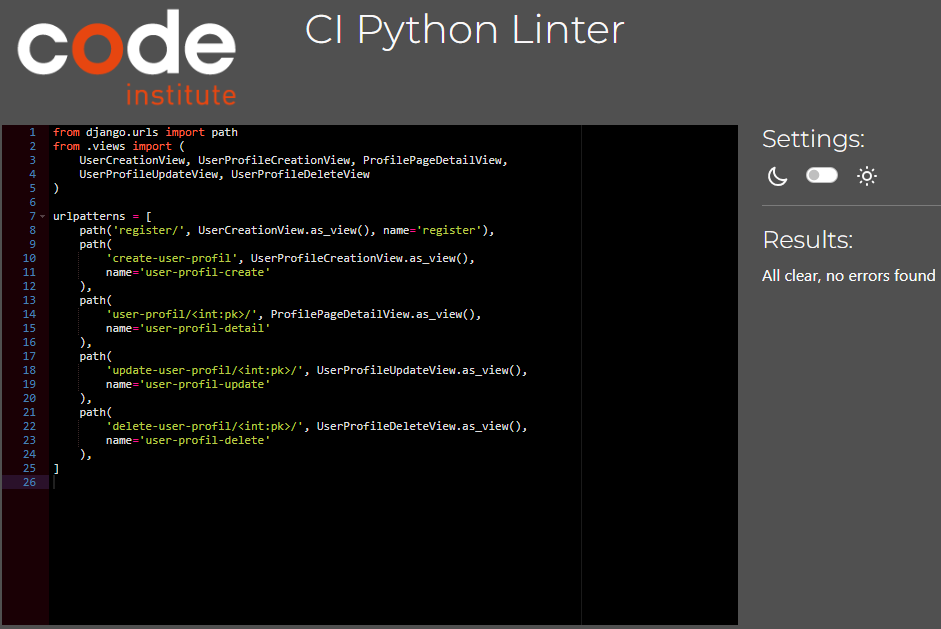 code
institute
CI Python Linter
1 from django.urls import path
2 from .views import (
3     UserCreationView, UserProfileCreationView, ProfilePageDetailView,
4     UserProfileUpdateView, UserProfileDeleteView
5 )
6
7 urlpatterns = [
8     path('register/', UserCreationView.as_view(), name='register'),
9     path(
10         'create-user-profil', UserProfileCreationView.as_view(),
11         name='user-profil-create'
12     ),
13     path(
14         'user-profil/<int:pk>/', ProfilePageDetailView.as_view(),
15         name='user-profil-detail'
16     ),
17     path(
18         'update-user-profil/<int:pk>/', UserProfileUpdateView.as_view(),
19         name='user-profil-update'
20     ),
21     path(
22         'delete-user-profil/<int:pk>/', UserProfileDeleteView.as_view(),
23         name='user-profil-delete'
24     ),
25 ]
26
Settings:
Results:
All clear, no errors found